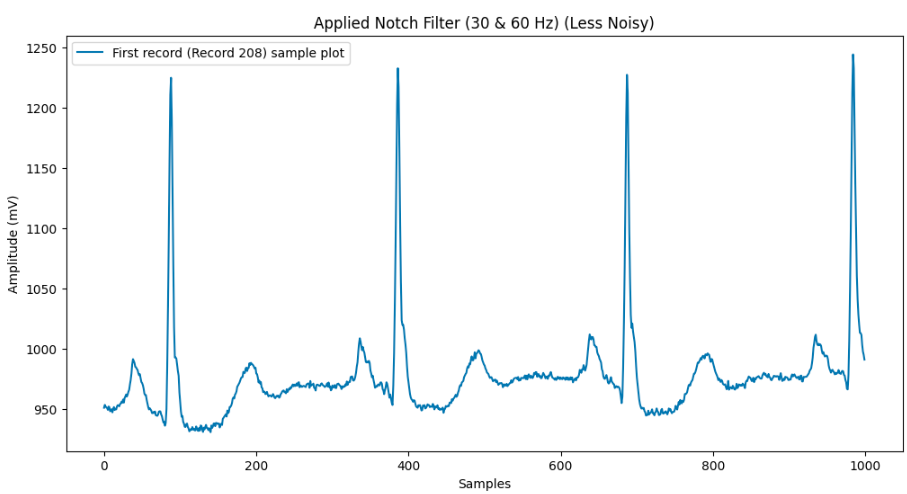 Applied Notch Filter (30 & 60 Hz) (Less Noisy)
First record (Record 208) sample plot
1250
1200
1150
1100
1050
1000
950
Amplitude (mV)
0 200 400 600 800 1000
Samples